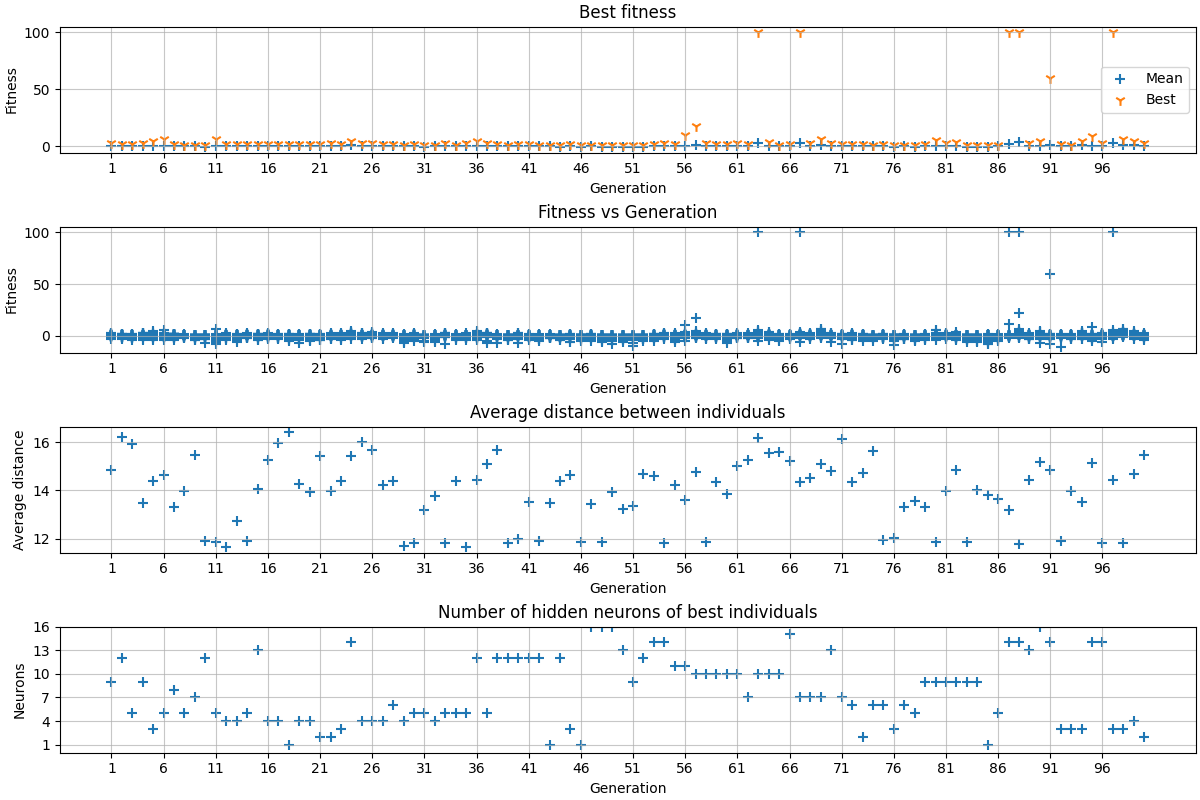 Best fitness
100
50
0
Fitness
Mean
Best
1 6 11 16 21 26 31 36 41 46 51 56 61 66 71 76 81 86 91 96
Generation
Fitness vs Generation
100
50
0
Fitness
1 6 11 16 21 26 31 36 41 46 51 56 61 66 71 76 81 86 91 96
Generation
Average distance between individuals
16
14
12
Average distance
1 6 11 16 21 26 31 36 41 46 51 56 61 66 71 76 81 86 91 96
Generation
Number of hidden neurons of best individuals
16
13
10
7
4
1
Neurons
1 6 11 16 21 26 31 36 41 46 51 56 61 66 71 76 81 86 91 96
Generation